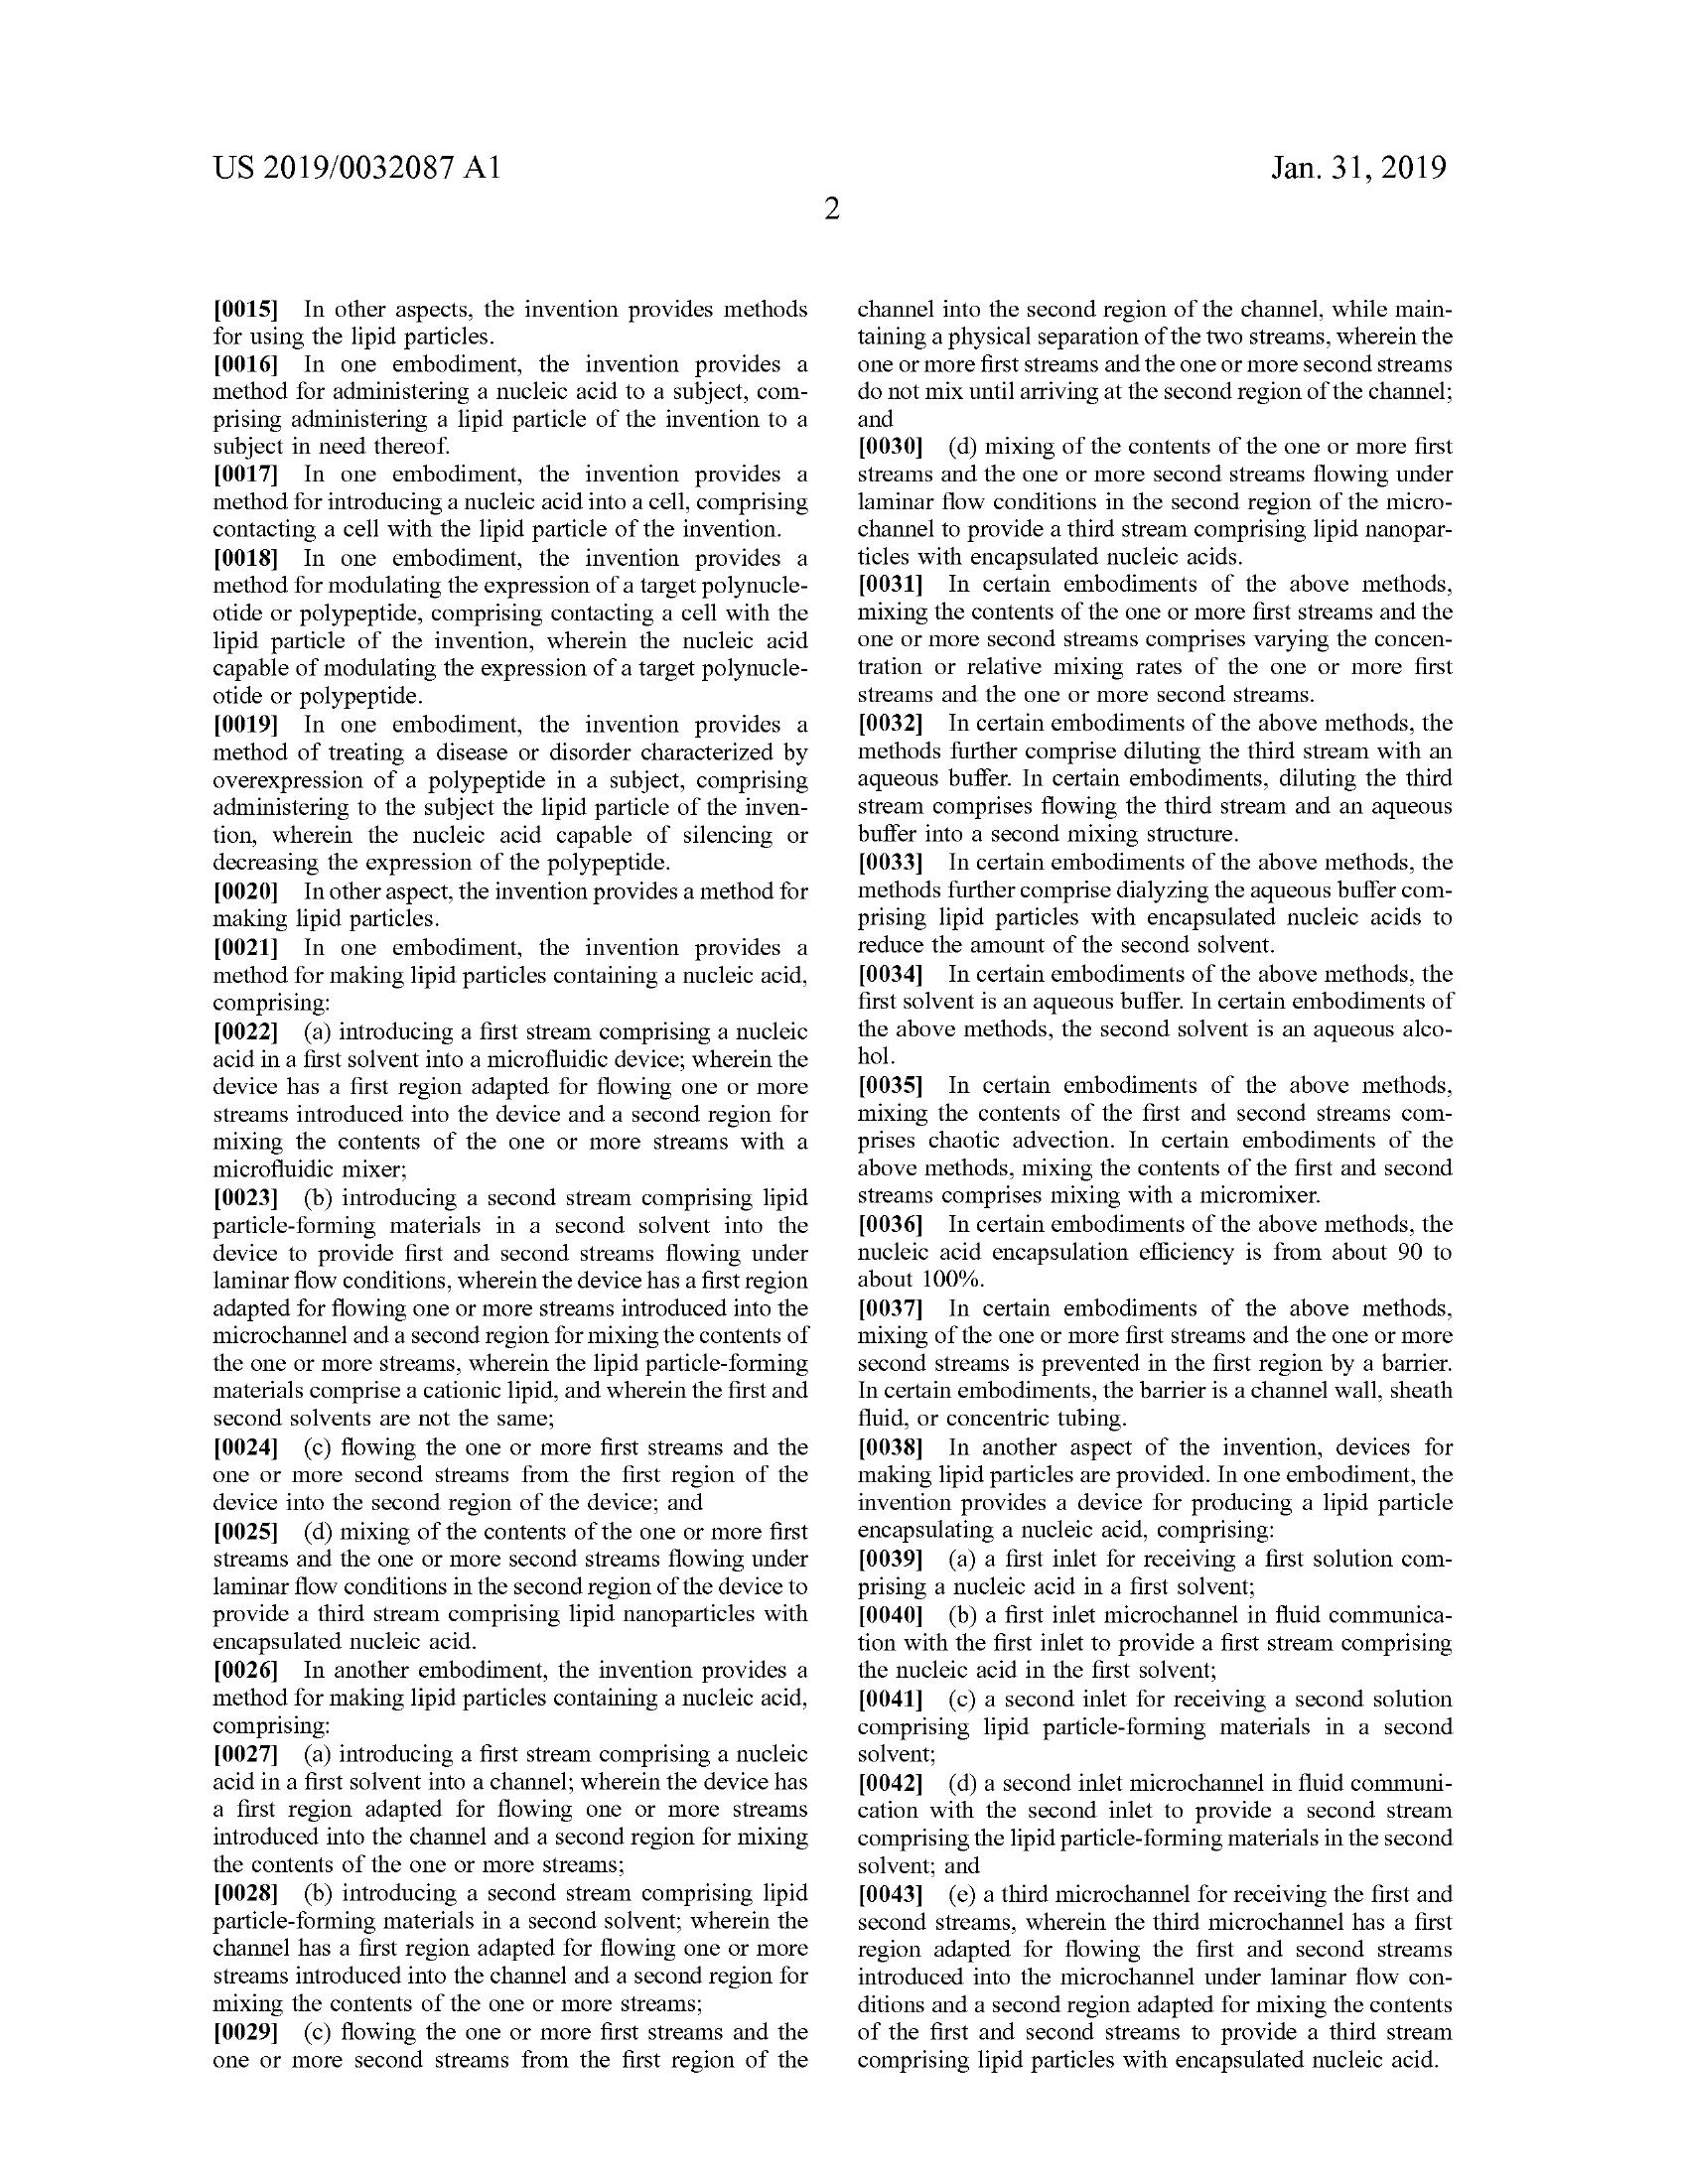 US 2019/0032087 A1
Jan. 31, 2019
2
[0015] In other aspects, the invention provides methods
for using the lipid particles.
[0016] In one embodiment, the invention provides a
method for administering a nucleic acid to a subject, com-
prising administering a lipid particle of the invention to a
subject in need thereof.
[0017] In one embodiment, the invention provides a
method for introducing a nucleic acid into a cell, comprising
contacting a cell with the lipid particle of the invention.
[0018] In one embodiment, the invention provides a
method for modulating the expression of a target polynucle-
otide or polypeptide, comprising contacting a cell with the
lipid particle of the invention, wherein the nucleic acid
capable of modulating the expression of a target polynucle-
otide or polypeptide.
[0019] In one embodiment, the invention provides a
method of treating a disease or disorder characterized by
overexpression of a polypeptide in a subject, comprising
administering to the subject the lipid particle of the inven-
tion, wherein the nucleic acid capable of silencing or
decreasing the expression of the polypeptide.
[0020] In other aspect, the invention provides a method for
making lipid particles.
[0021] In one embodiment, the invention provides a
method for making lipid particles containing a nucleic acid,
comprising:
[0022] (a) introducing a first stream comprising a nucleic
acid in a first solvent into a microfluidic device; wherein the
device has a first region adapted for flowing one or more
streams introduced into the device and a second region for
mixing the contents of the one or more streams with a
microfluidic mixer;
[0023] (b) introducing a second stream comprising lipid
particle-forming materials in a second solvent into the
device to provide first and second streams flowing under
laminar flow conditions, wherein the device has a first region
adapted for flowing one or more streams introduced into the
microchannel and a second region for mixing the contents of
the one or more streams, wherein the lipid particle-forming
materials comprise a cationic lipid, and wherein the first and
second solvents are not the same;
[0024] (c) flowing the one or more first streams and the
one or more second streams from the first region of the
device into the second region of the device; and
[0025] (d) mixing of the contents of the one or more first
streams and the one or more second streams flowing under
laminar flow conditions in the second region of the device to
provide a third stream comprising lipid nanoparticles with
encapsulated nucleic acid.
[0026] In another embodiment, the invention provides a
method for making lipid particles containing a nucleic acid,
comprising:
[0027] (a) introducing a first stream comprising a nucleic
acid in a first solvent into a channel; wherein the device has
a first region adapted for flowing one or more streams
introduced into the channel and a second region for mixing
the contents of the one or more streams;
[0028] (b) introducing a second stream comprising lipid
particle-forming materials in a second solvent; wherein the
channel has a first region adapted for flowing one or more
streams introduced into the channel and a second region for
mixing the contents of the one or more streams;
[0029] (c) flowing the one or more first streams and the
one or more second streams from the first region of the
channel into the second region of the channel, while main-
taining a physical separation of the two streams, wherein the
one or more first streams and the one or more second streams
do not mix until arriving at the second region of the channel;
and
[0030] (d) mixing of the contents of the one or more first
streams and the one or more second streams flowing under
laminar flow conditions in the second region of the micro-
channel to provide a third stream comprising lipid nanopar-
ticles with encapsulated nucleic acids.
[0031] In certain embodiments of the above methods,
mixing the contents of the one or more first streams and the
one or more second streams comprises varying the concen-
tration or relative mixing rates of the one or more first
streams and the one or more second streams.
[0032] In certain embodiments of the above methods, the
methods further comprise diluting the third stream with an
aqueous buffer. In certain embodiments, diluting the third
stream comprises flowing the third stream and an aqueous
buffer into a second mixing structure.
[0033] In certain embodiments of the above methods, the
methods further comprise dialyzing the aqueous buffer com-
prising lipid particles with encapsulated nucleic acids to
reduce the amount of the second solvent.
[0034] In certain embodiments of the above methods, the
first solvent is an aqueous buffer. In certain embodiments of
the above methods, the second solvent is an aqueous alco-
hol.
[0035] In certain embodiments of the above methods,
mixing the contents of the first and second streams com-
prises chaotic advection. In certain embodiments of the
above methods, mixing the contents of the first and second
streams comprises mixing with a micromixer.
[0036] In certain embodiments of the above methods, the
nucleic acid encapsulation efficiency is from about 90 to
about 100%.
[0037] In certain embodiments of the above methods,
mixing of the one or more first streams and the one or more
second streams is prevented in the first region by a barrier.
In certain embodiments, the barrier is a channel wall, sheath
fluid, or concentric tubing.
[0038] In another aspect of the invention, devices for
making lipid particles are provided. In one embodiment, the
invention provides a device for producing a lipid particle
encapsulating a nucleic acid, comprising:
[0039] (a) a first inlet for receiving a first solution com-
prising a nucleic acid in a first solvent;
[0040] (b) a first inlet microchannel in fluid communica-
tion with the first inlet to provide a first stream comprising
the nucleic acid in the first solvent;
[0041] (c) a second inlet for receiving a second solution
comprising lipid particle-forming materials in a second
solvent;
[0042] (d) a second inlet microchannel in fluid communi-
cation with the second inlet to provide a second stream
comprising the lipid particle-forming materials in the second
solvent; and
[0043] (e) a third microchannel for receiving the first and
second streams, wherein the third microchannel has a first
region adapted for flowing the first and second streams
introduced into the microchannel under laminar flow con-
ditions and a second region adapted for mixing the contents
of the first and second streams to provide a third stream
comprising lipid particles with encapsulated nucleic acid.